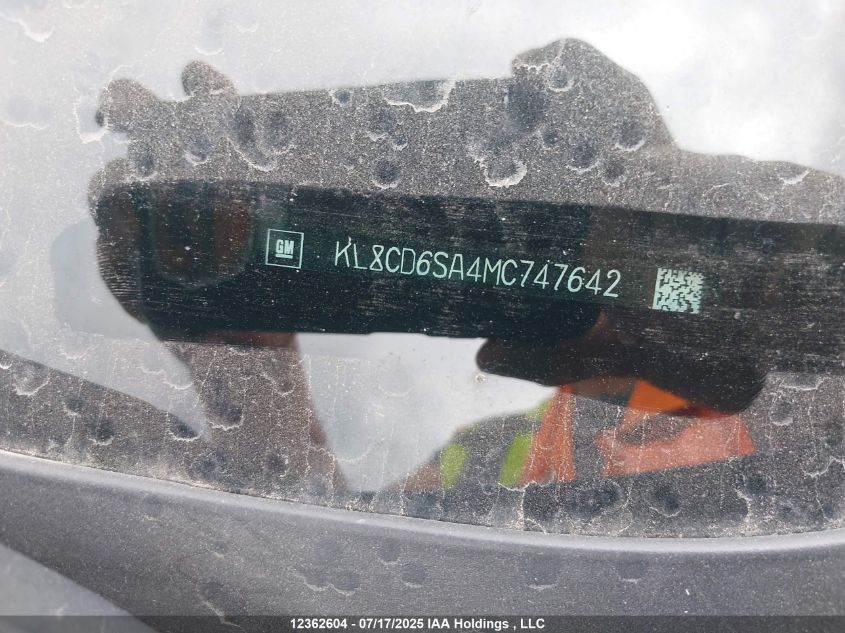 GM KL8CD6SA4MC747642
12362604 - 07/17/2025 IAA Holdings , LLC